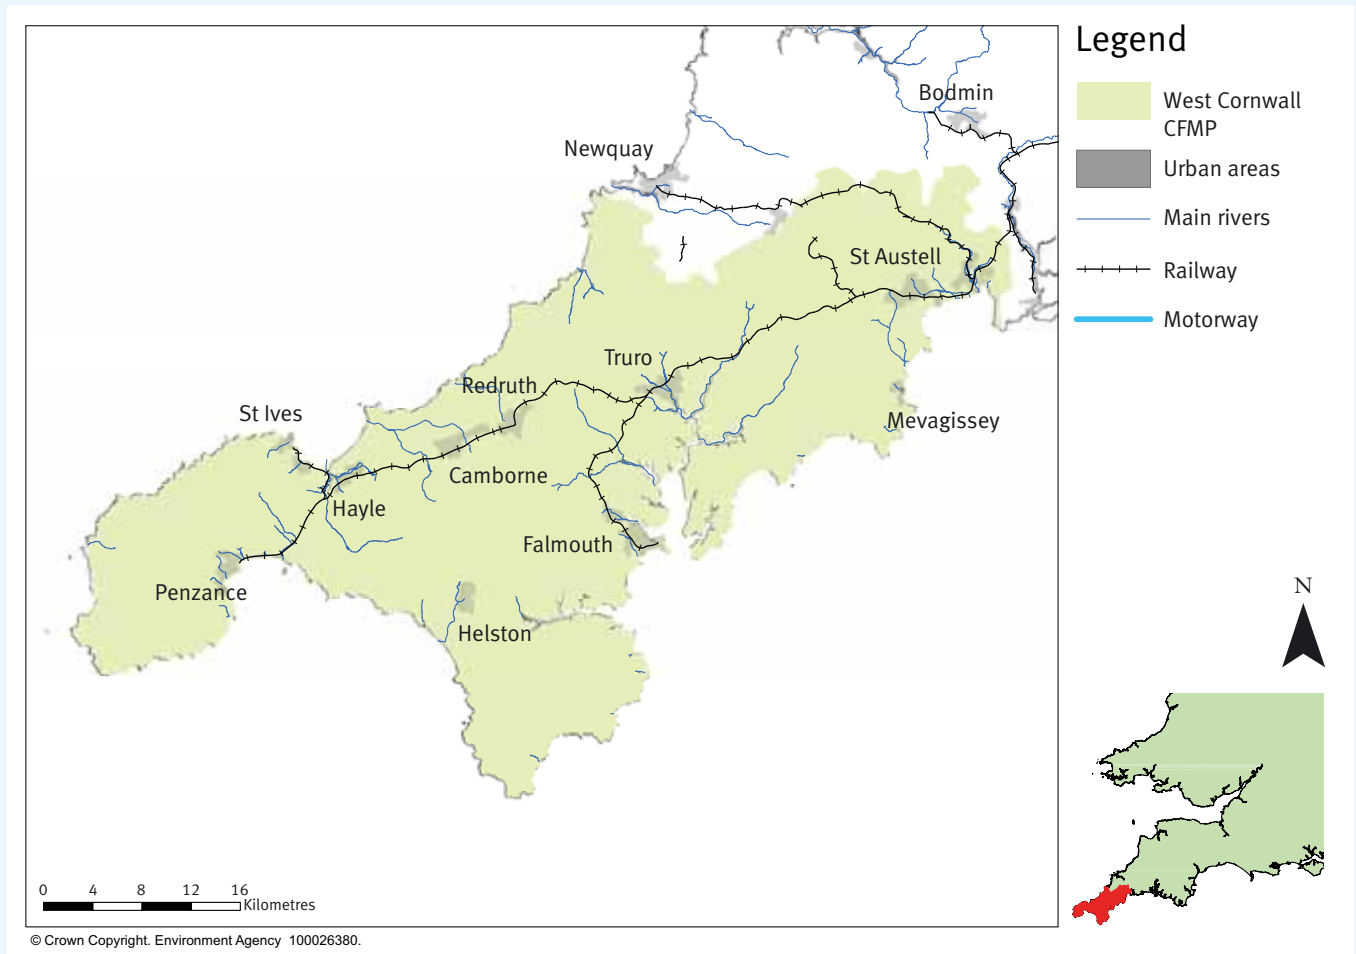 Legend
West Cornwall
CFMP
Urban areas
Main rivers
Railway
Motorway
Bodmin
Newquay
St Austell
Truro
Redruth
St Ives
Mevagissey
Camborne
Hayle
Falmouth
Penzance
Helston
N
0 4 8 12 16
Kilometres
© Crown Copyright. Environment Agency 100026380.